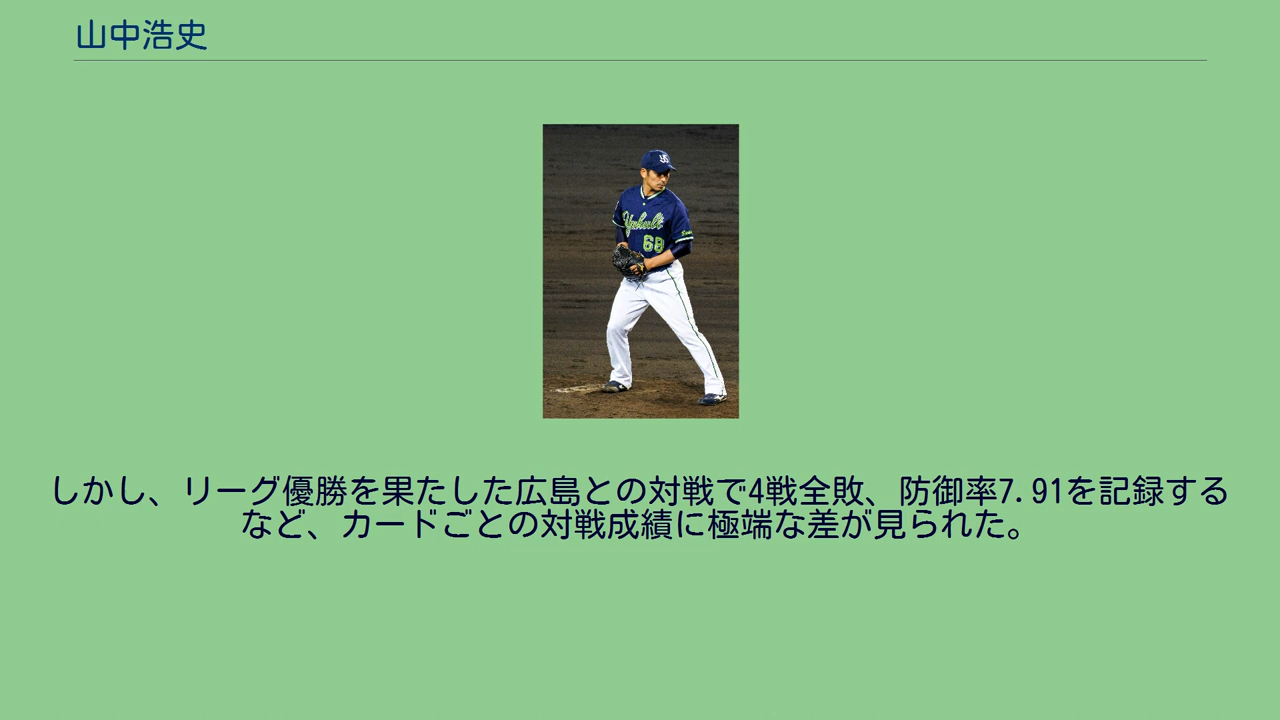 山中浩史
YS
Yakult
68
しかし、リーグ優勝を果たした広島との対戦で4戦全敗、防御率7.91を記録する
など、カードごとの対戦成績に極端な差が見られた。